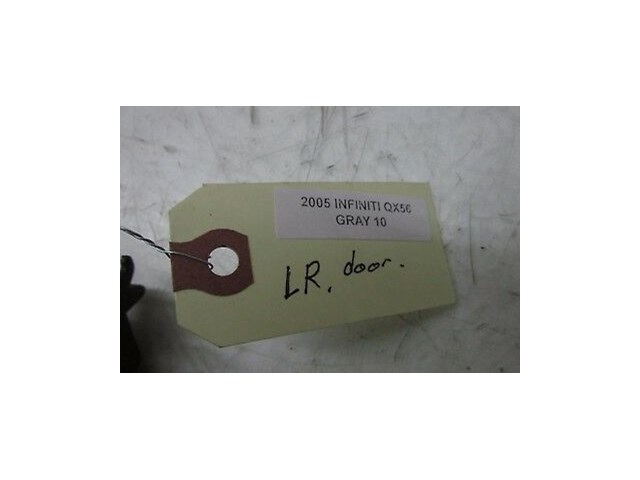 2005 INFINITI QX56
GRAY 10
LR. door.